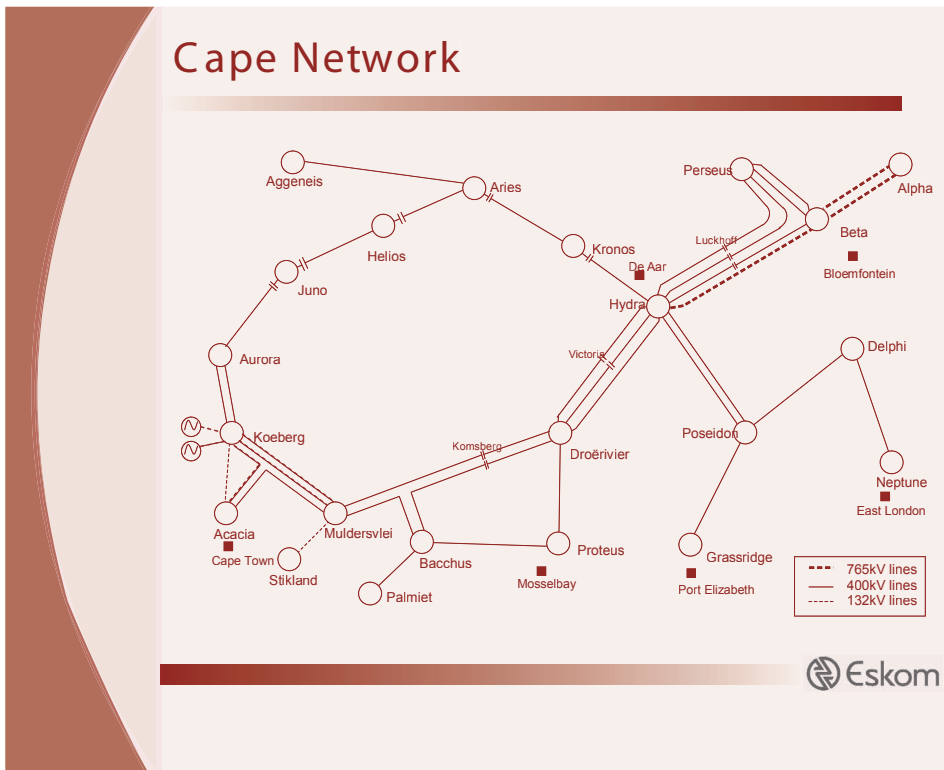 Cape Network
Aggeneis
Aries
Perseus
Alpha
Helios
Kronos
Luckhoff
Beta
De Aar
Bloemfontein
Juno
Hydra
Aurora
Victoria
Delphi
Koeberg
Komsberg
Droërivier
Poseidon
Neptune
East London
Acacia
Muldersvlei
Cape Town
Stikland
Bacchus
Proteus
Grassridge
Mosselbay
Port Elizabeth
Palmiet
765kV lines
400kV lines
132kV lines
Eskom